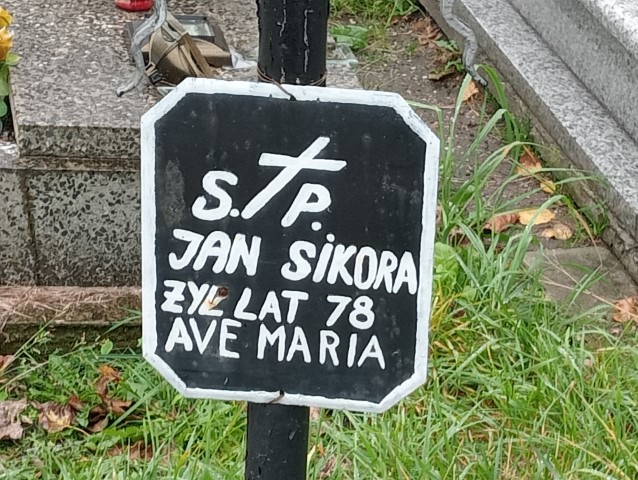 S. P.
JAN SIKORA
ŻYŁ LAT 78
AVE MARIA